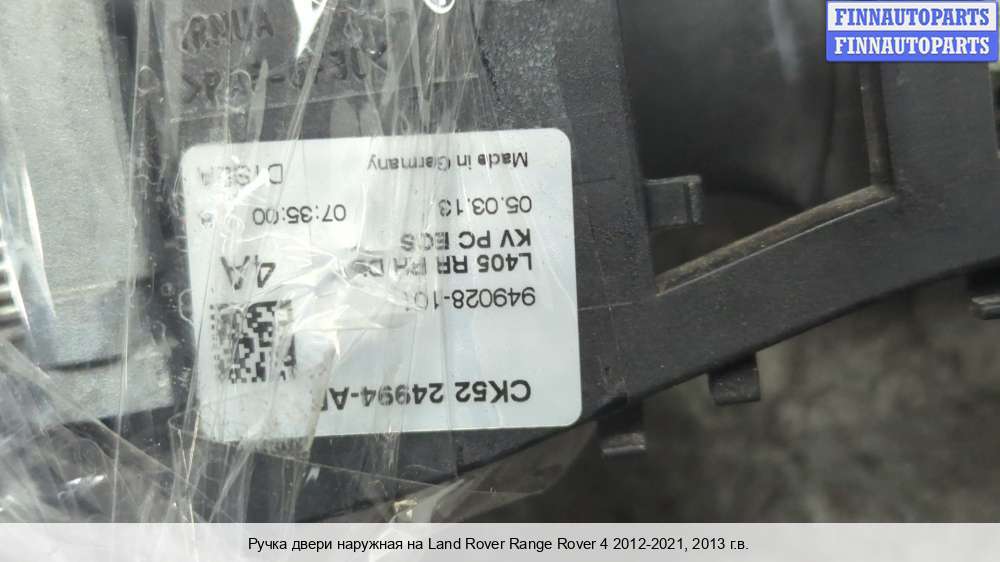 FINNAUTOPARTS
FINNAUTOPARTS
CK52 24994-A
949028-10
L405 RR RH
4A
KV PC ECS
05.03.13 07:35:00
Made in Germany
Ручка двери наружная на Land Rover Range Rover 4 2012-2021, 2013 г.в.